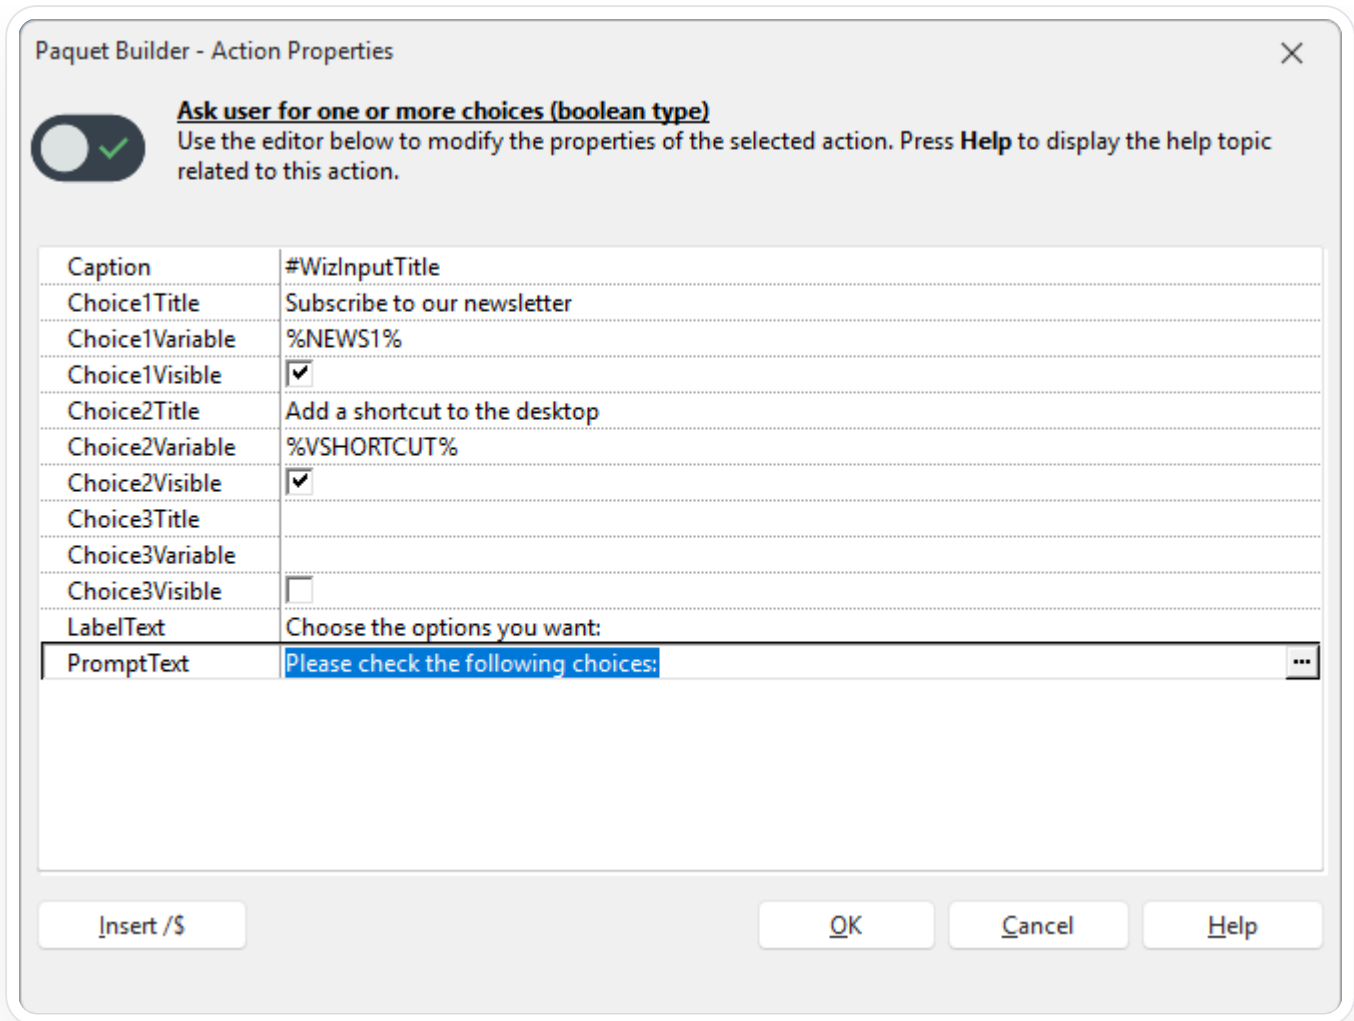 Paquet Builder - Action Properties
Ask user for one or more choices (boolean type)
Use the editor below to modify the properties of the selected action. Press Help to display the help topic
related to this action.
Caption #WizInputTitle
Choice1Title Subscribe to our newsletter
Choice1Variable %NEWS1%
Choice1Visible
Choice2Title Add a shortcut to the desktop
Choice2Variable %VSHORTCUT%
Choice2Visible
Choice3Title
Choice3Variable
Choice3Visible
LabelText Choose the options you want:
PromptText Please check the following choices: ...
Insert /$ OK Cancel Help